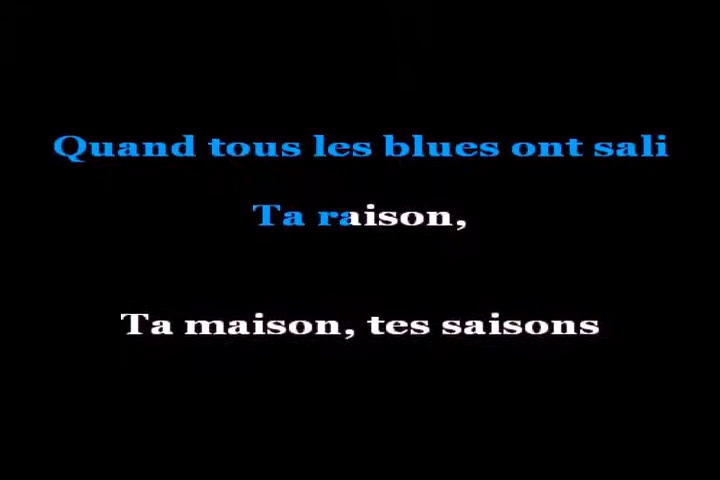 Quand tous les blues ont sali
Ta raison,
Ta maison, tes saisons